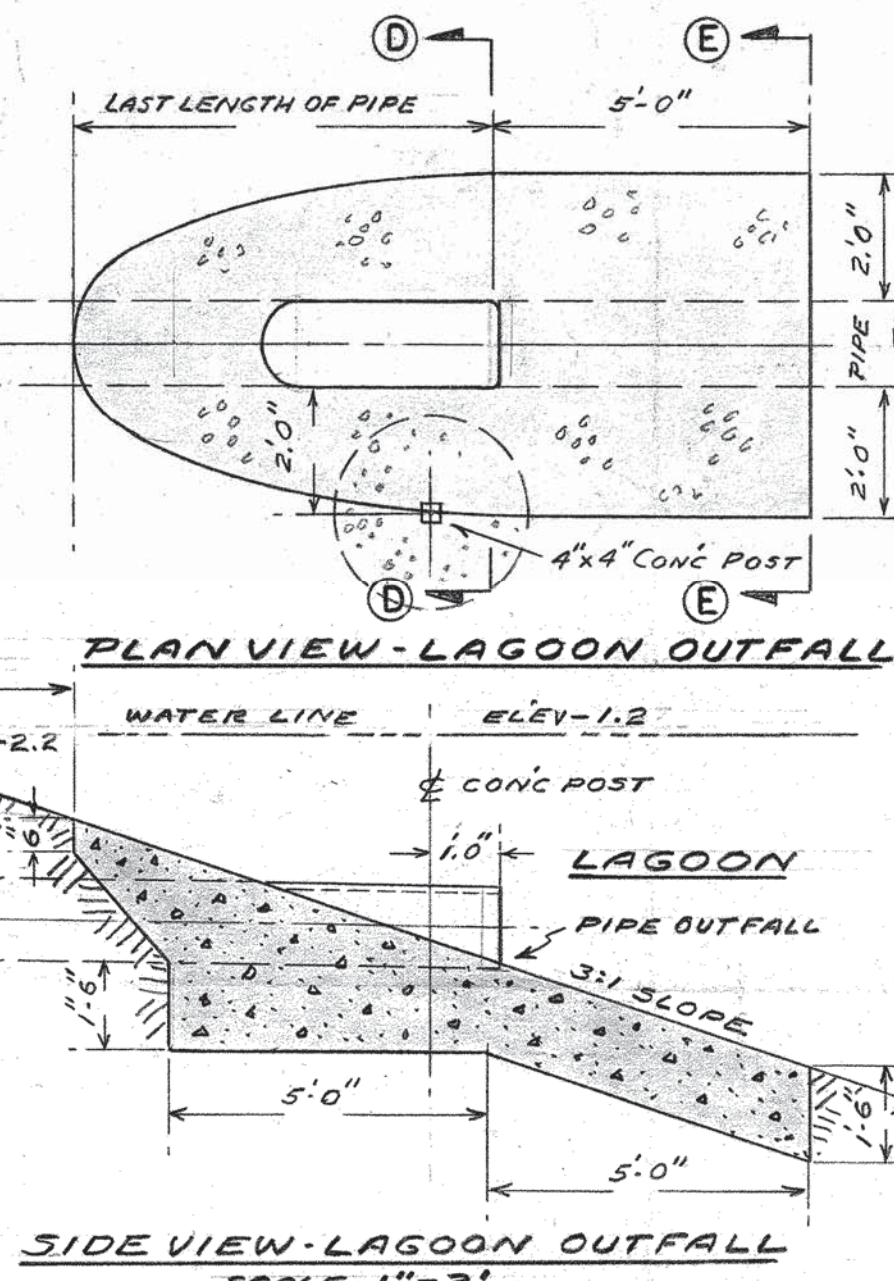 D E
LAST LENGTH OF PIPE 5'-0"
2'0"
PIPE
2'0"
2'0"
4"x4" CONC POST
D E
PLAN VIEW - LAGOON OUTFALL
WATER LINE ELEV-1.2
-2.2
℄ CONC POST
6"
1'0"
LAGOON
PIPE OUTFALL
3:1 SLOPE
1'-6"
5'0"
1'-6"
5'0"
SIDE VIEW - LAGOON OUTFALL